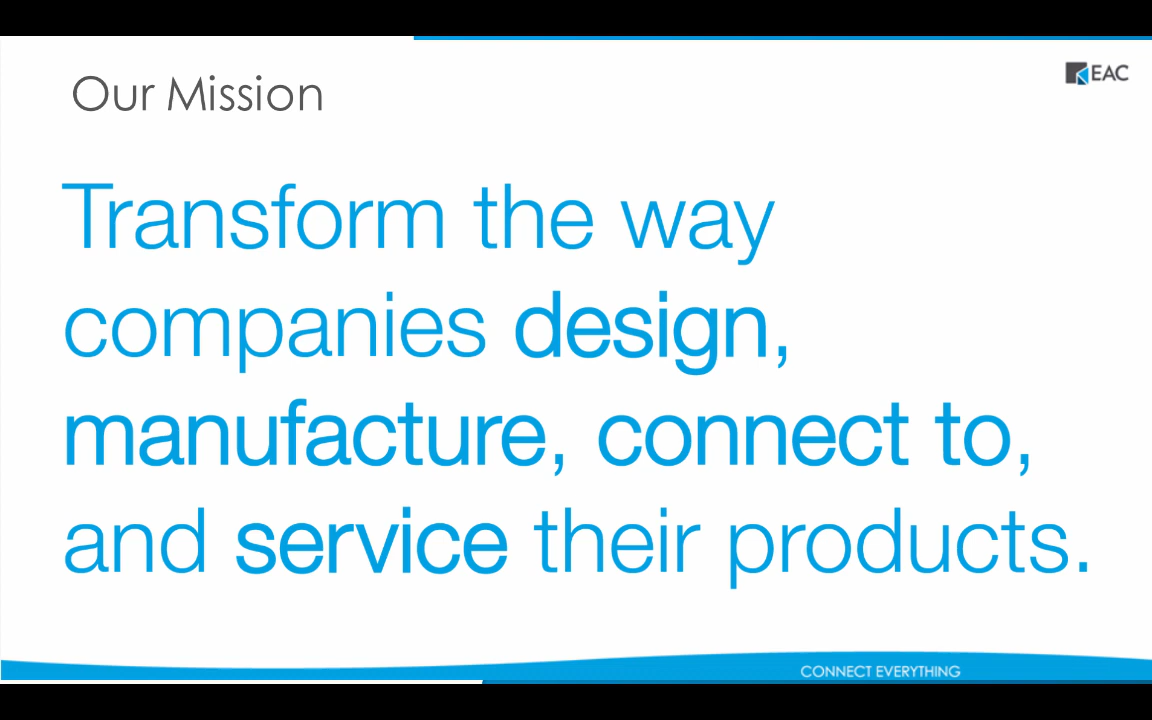 Our Mission
EAC
Transform the way
companies design,
manufacture, connect to,
and service their products.
CONNECT EVERYTHING